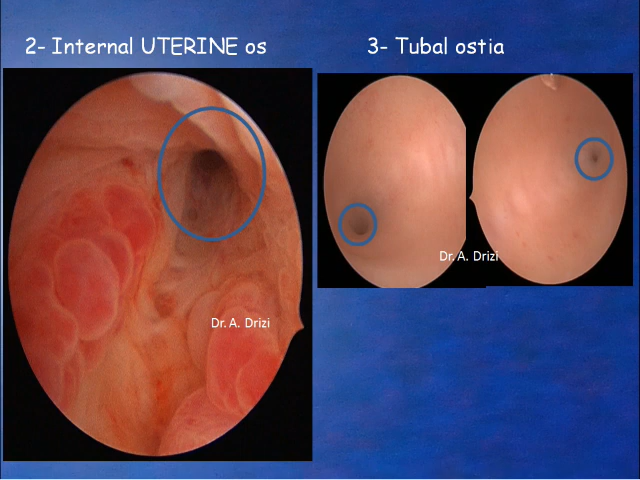 2- Internal UTERINE os
3- Tubal ostia
Dr. A. Drizi
Dr. A. Drizi